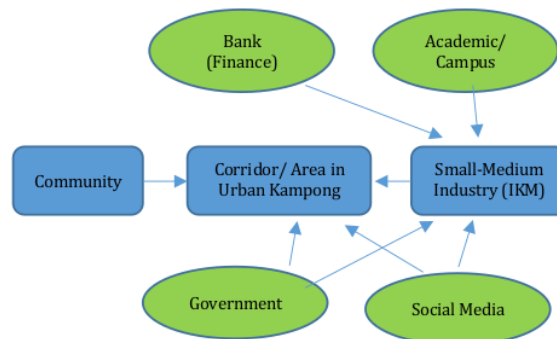 Bank
(Finance)
Academic/
Campus
Community
Corridor/ Area in
Urban Kampong
Small-Medium
Industry (IKM)
Government
Social Media